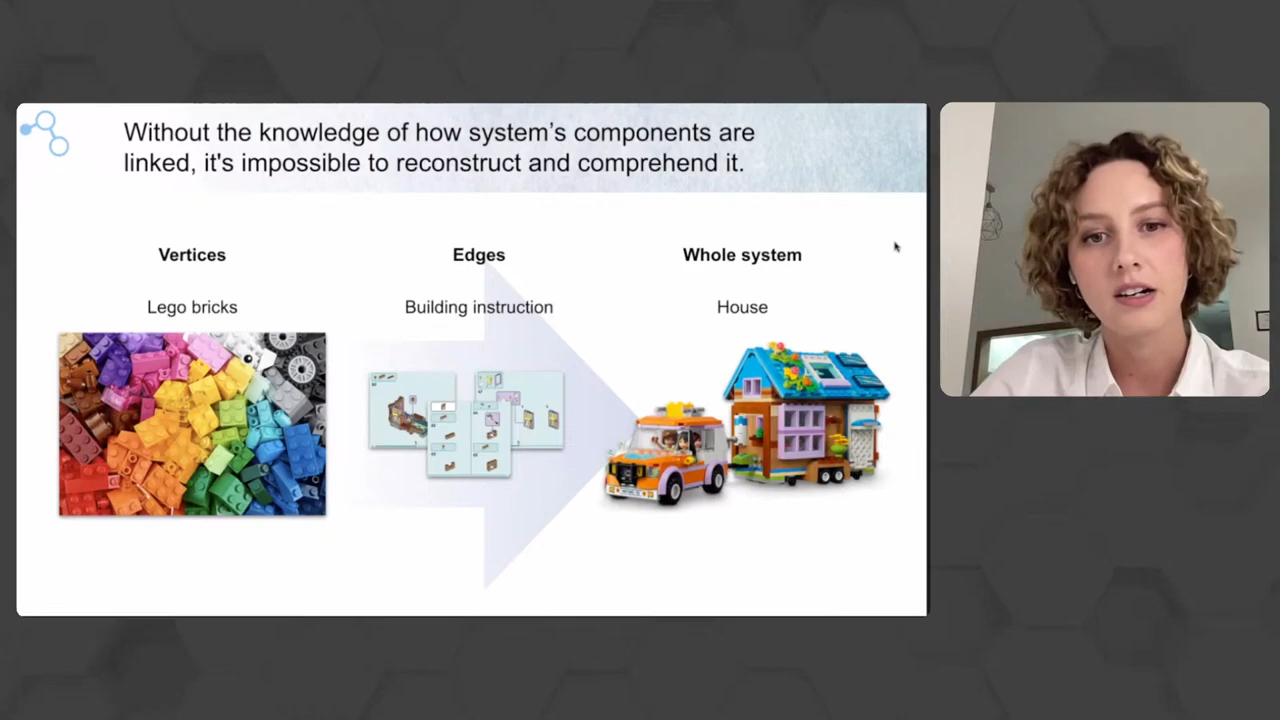 Without the knowledge of how system's components are
linked, it's impossible to reconstruct and comprehend it.
Vertices
Edges
Whole system
Lego bricks
Building instruction
House